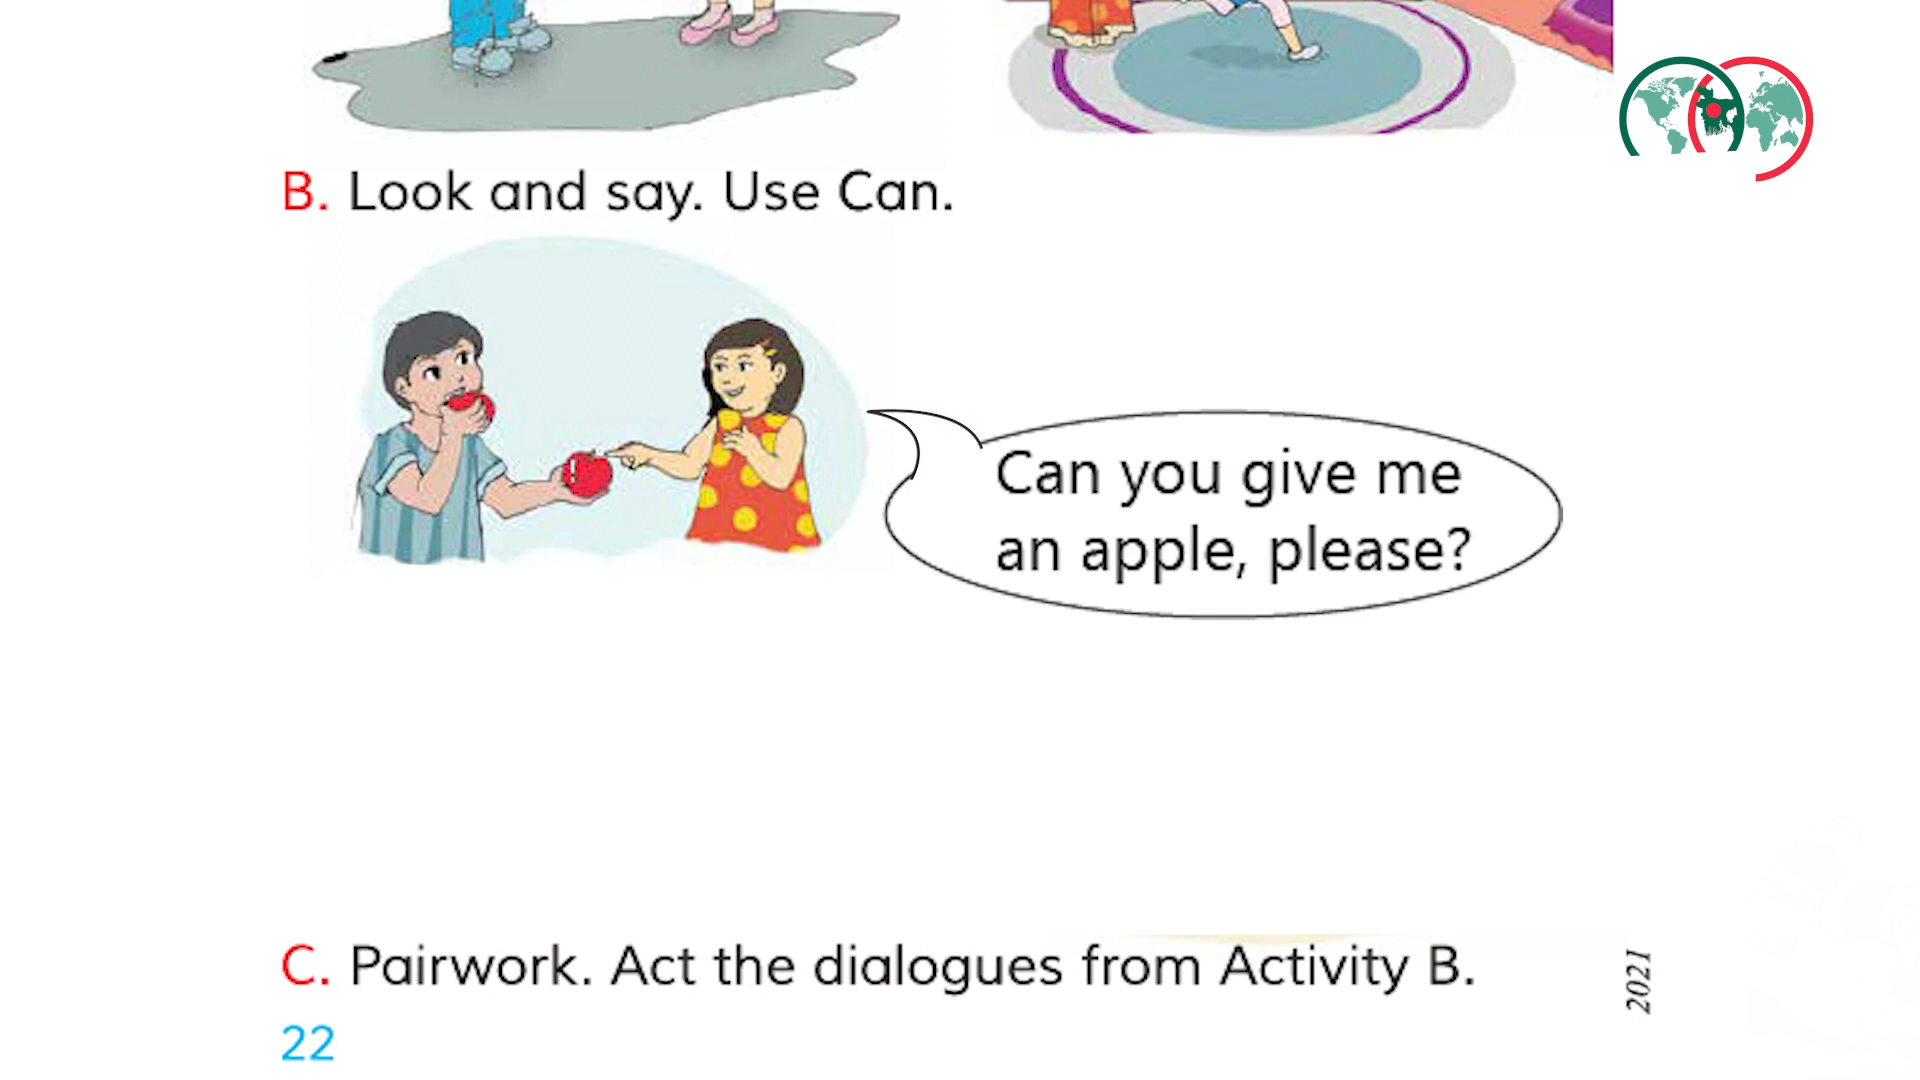 B. Look and say. Use Can.
Can you give me
an apple, please?
C. Pairwork. Act the dialogues from Activity B.
2021
22